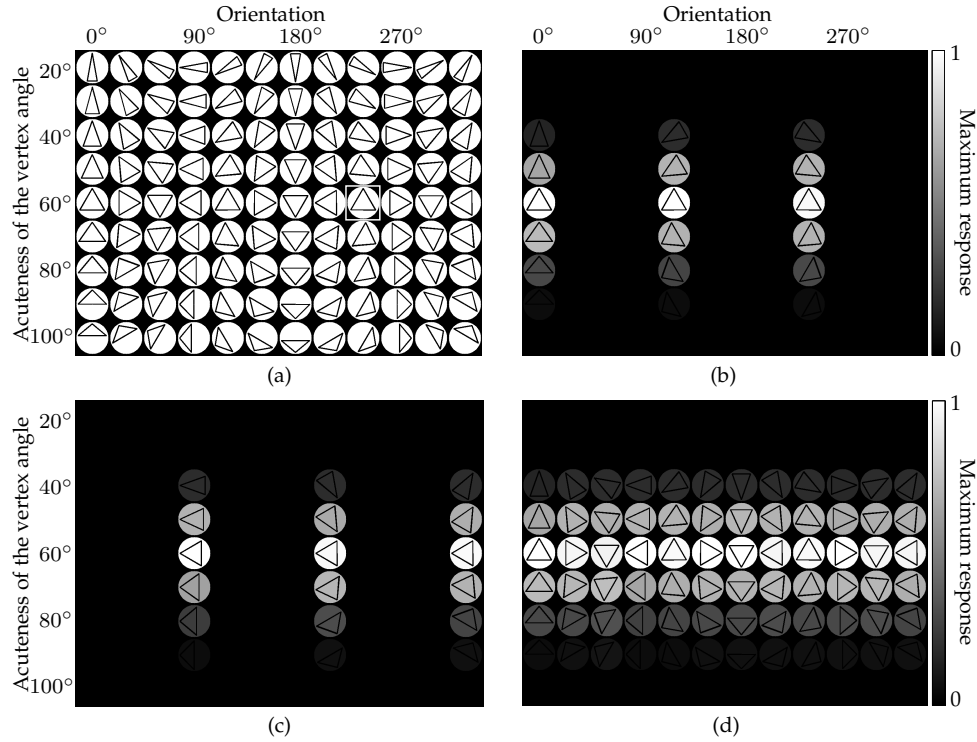 Orientation
0° 90° 180° 270°
Acuteness of the vertex angle
20°
40°
60°
80°
100°
(a)
Orientation
0° 90° 180° 270°
1
Maximum response
0
(b)
Acuteness of the vertex angle
20°
40°
60°
80°
100°
(c)
1
Maximum response
0
(d)